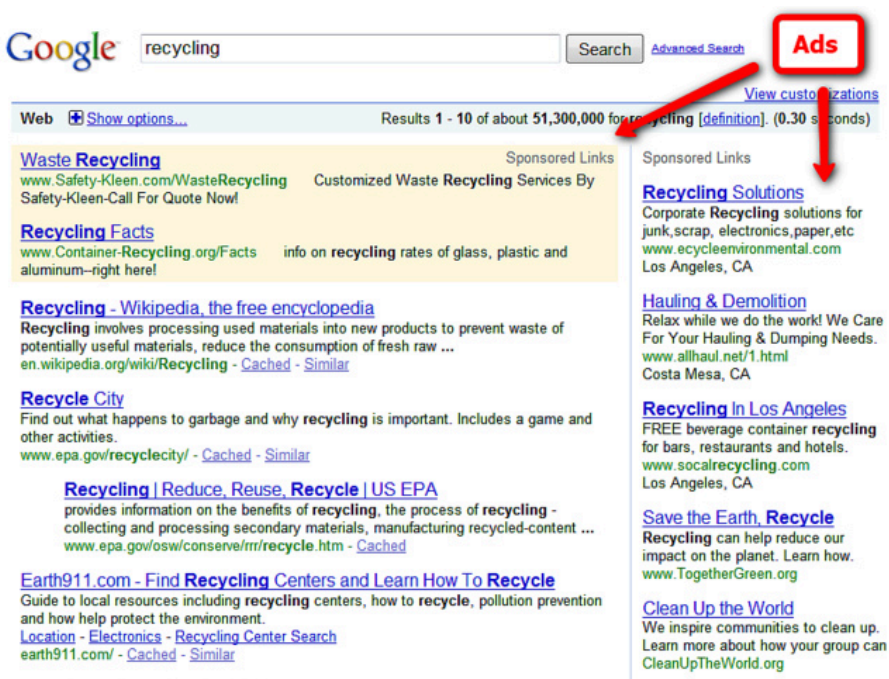 Google recycling Search Advanced Search Ads
View customizations
Web Show options... Results 1 - 10 of about 51,300,000 for recycling [definition]. (0.30 seconds)
Waste Recycling Sponsored Links
www.Safety-Kleen.com/WasteRecycling Customized Waste Recycling Services By
Safety-Kleen-Call For Quote Now!
Recycling Facts
www.Container-Recycling.org/Facts info on recycling rates of glass, plastic and
aluminum--right here!
Recycling - Wikipedia, the free encyclopedia
Recycling involves processing used materials into new products to prevent waste of
potentially useful materials, reduce the consumption of fresh raw ...
en.wikipedia.org/wiki/Recycling - Cached - Similar
Recycle City
Find out what happens to garbage and why recycling is important. Includes a game and
other activities.
www.epa.gov/recyclecity/ - Cached - Similar
Recycling | Reduce, Reuse, Recycle | US EPA
provides information on the benefits of recycling, the process of recycling -
collecting and processing secondary materials, manufacturing recycled-content ...
www.epa.gov/osw/conserve/rrr/recycle.htm - Cached
Earth911.com - Find Recycling Centers and Learn How To Recycle
Guide to local resources including recycling centers, how to recycle, pollution prevention
and how help protect the environment.
Location - Electronics - Recycling Center Search
earth911.com/ - Cached - Similar
Sponsored Links
Recycling Solutions
Corporate Recycling solutions for
junk,scrap, electronics,paper,etc
www.ecycleenvironmental.com
Los Angeles, CA
Hauling & Demolition
Relax while we do the work! We Care
For Your Hauling & Dumping Needs.
www.allhaul.net/1.html
Costa Mesa, CA
Recycling In Los Angeles
FREE beverage container recycling
for bars, restaurants and hotels.
www.socalrecycling.com
Los Angeles, CA
Save the Earth, Recycle
Recycling can help reduce our
impact on the planet. Learn how.
www.TogetherGreen.org
Clean Up the World
We inspire communities to clean up.
Learn more about how your group can
CleanUpTheWorld.org